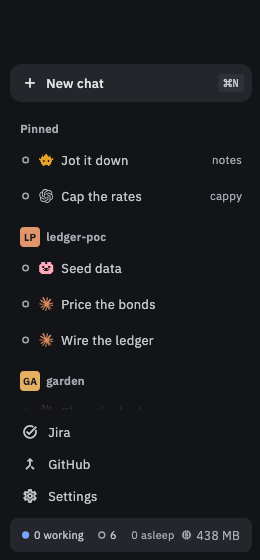 New chat ⌘N
Pinned
Jot it down notes
Cap the rates cappy
LP ledger-poc
Seed data
Price the bonds
Wire the ledger
GA garden
Jira
GitHub
Settings
0 working 6 0 asleep 438 MB